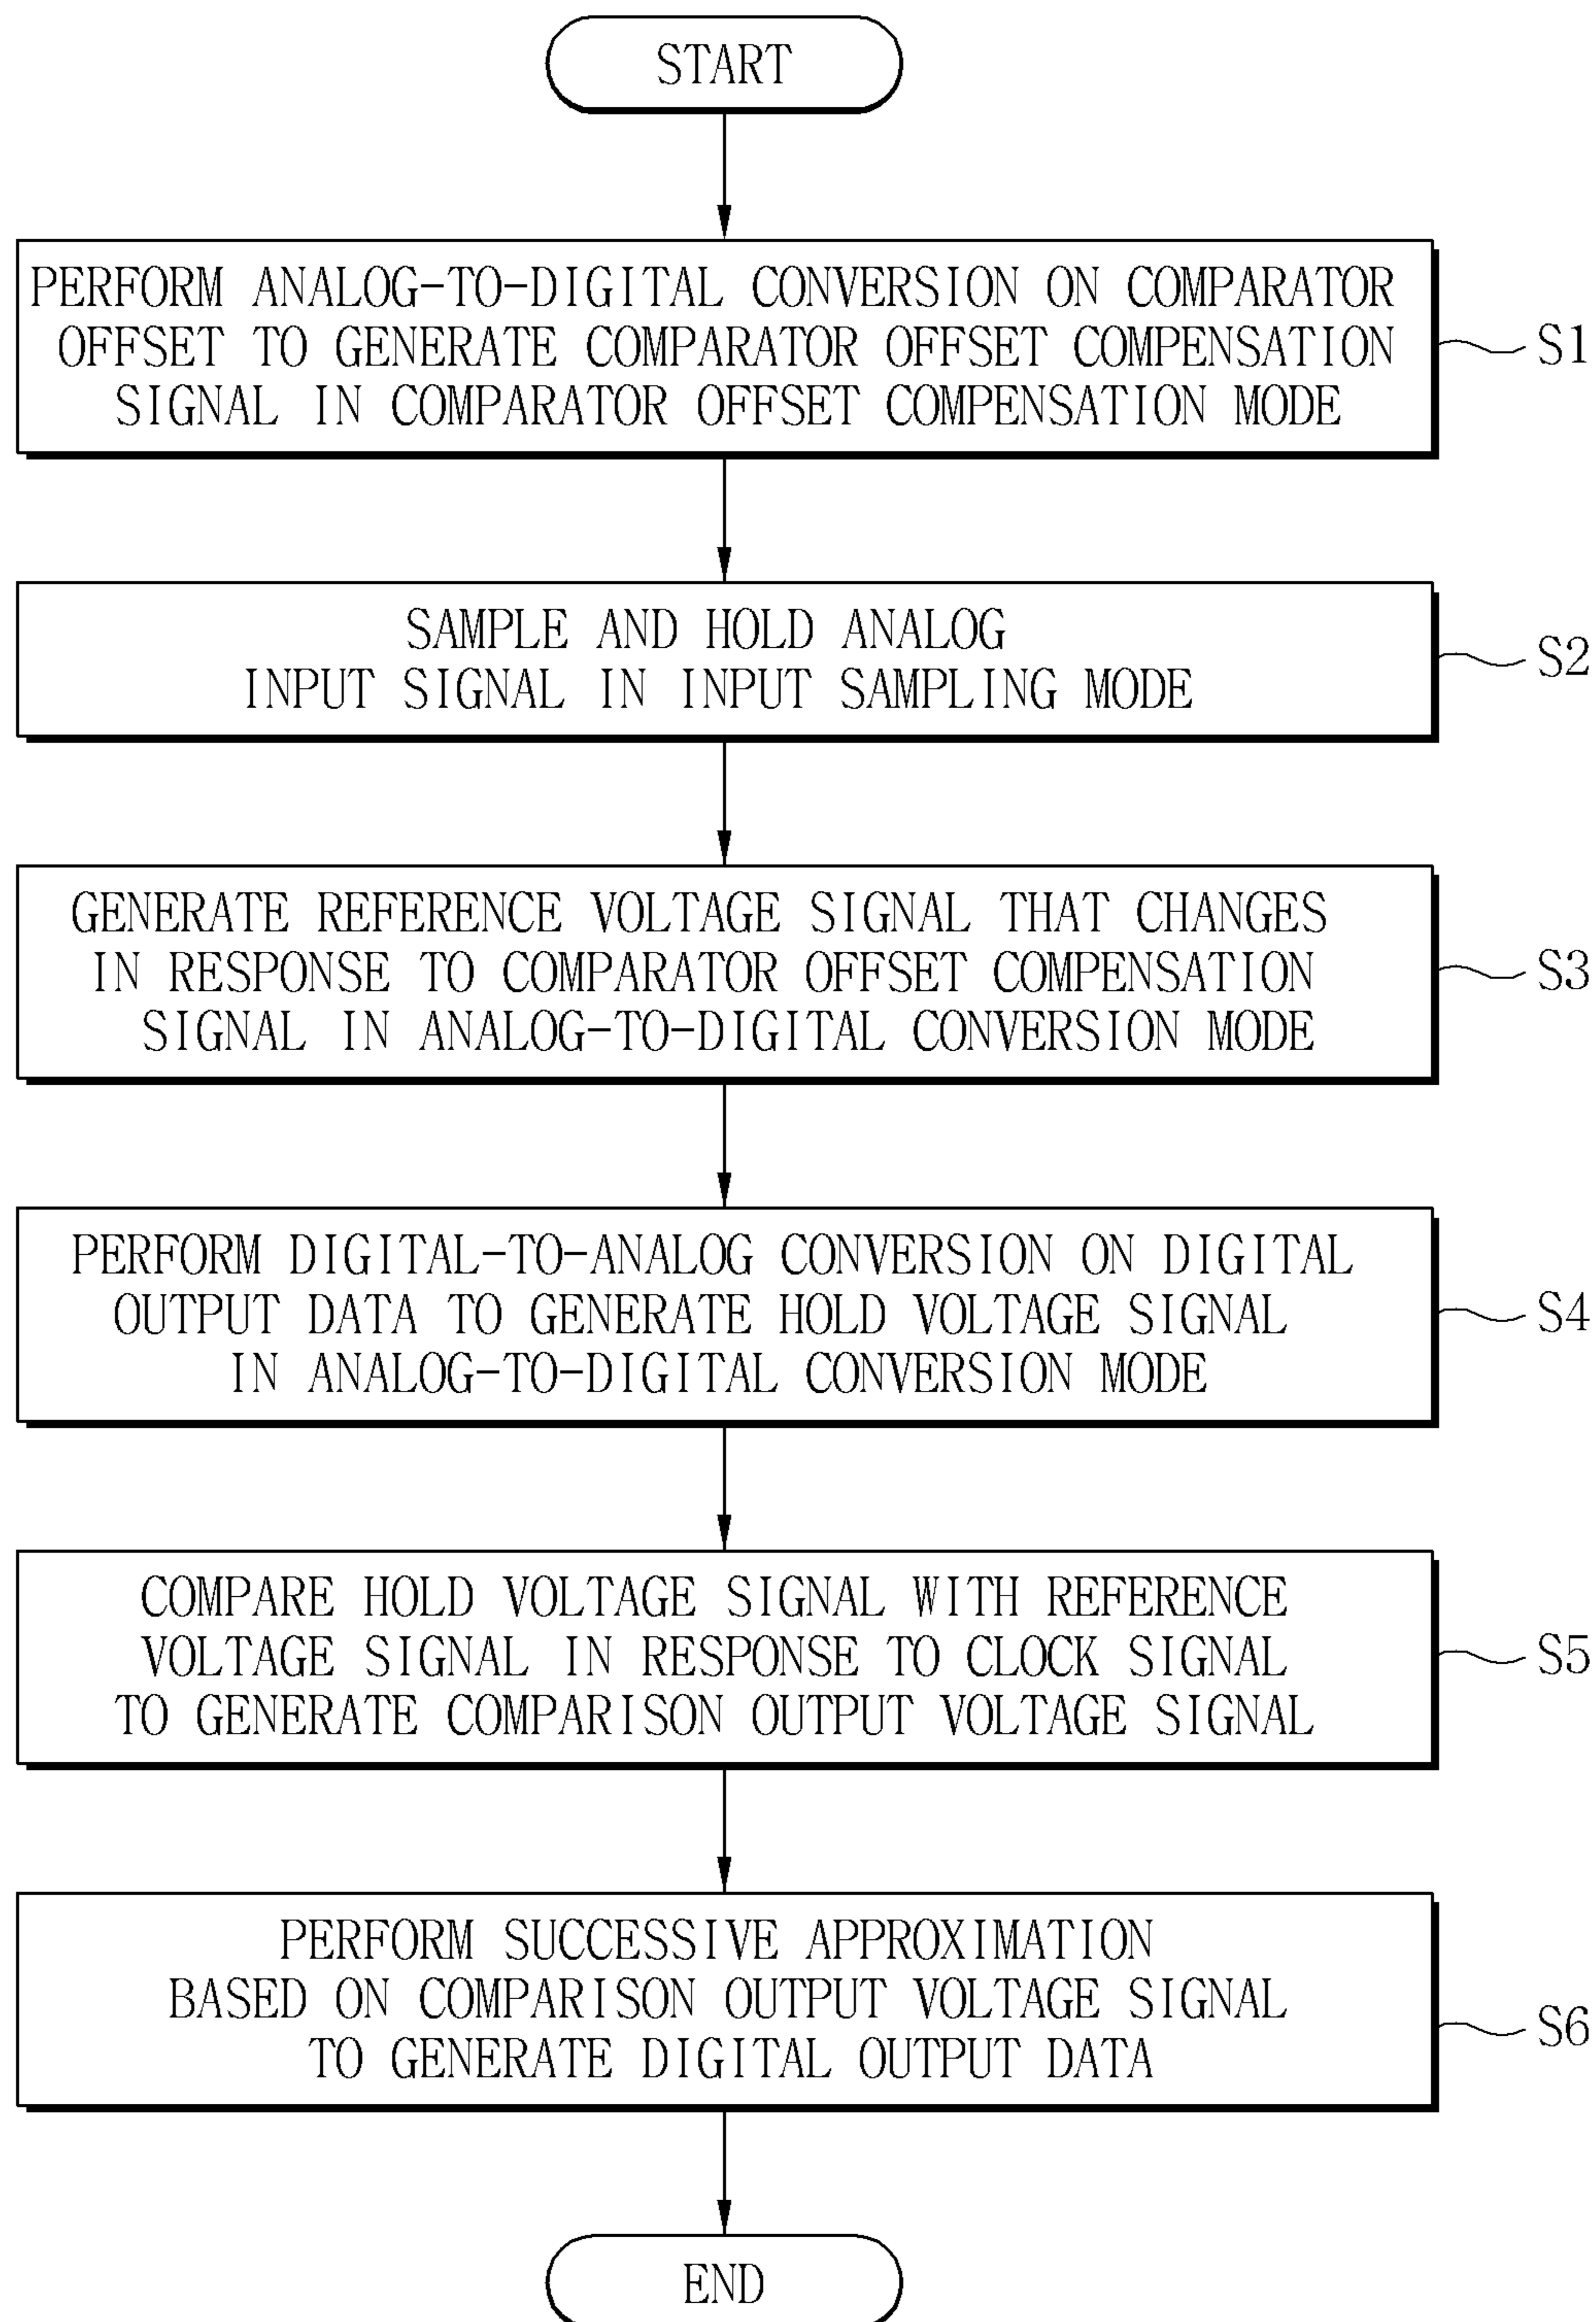 START
PERFORM ANALOG-TO-DIGITAL CONVERSION ON COMPARATOR
OFFSET TO GENERATE COMPARATOR OFFSET COMPENSATION
SIGNAL IN COMPARATOR OFFSET COMPENSATION MODE
S1
SAMPLE AND HOLD ANALOG
INPUT SIGNAL IN INPUT SAMPLING MODE
S2
GENERATE REFERENCE VOLTAGE SIGNAL THAT CHANGES
IN RESPONSE TO COMPARATOR OFFSET COMPENSATION
SIGNAL IN ANALOG-TO-DIGITAL CONVERSION MODE
S3
PERFORM DIGITAL-TO-ANALOG CONVERSION ON DIGITAL
OUTPUT DATA TO GENERATE HOLD VOLTAGE SIGNAL
IN ANALOG-TO-DIGITAL CONVERSION MODE
S4
COMPARE HOLD VOLTAGE SIGNAL WITH REFERENCE
VOLTAGE SIGNAL IN RESPONSE TO CLOCK SIGNAL
TO GENERATE COMPARISON OUTPUT VOLTAGE SIGNAL
S5
PERFORM SUCCESSIVE APPROXIMATION
BASED ON COMPARISON OUTPUT VOLTAGE SIGNAL
TO GENERATE DIGITAL OUTPUT DATA
S6
END